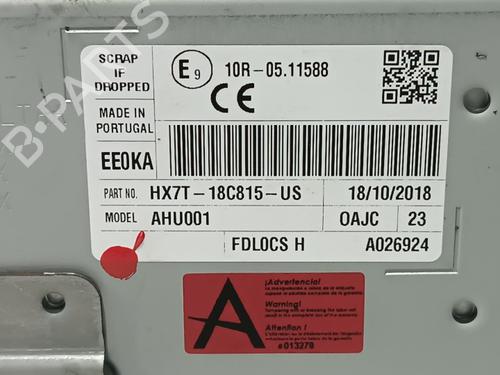 SCRAP
IF
DROPPED
E9 10R-05.11588
CE
MADE IN
PORTUGAL
EE0KA
PART NO. HX7T-18C815-US 18/10/2018
MODEL AHU001 OAJC 23
FDLOCS H A026924
B-PARTS
A
¡Advertencia!
Warning!
Attention !
#013278